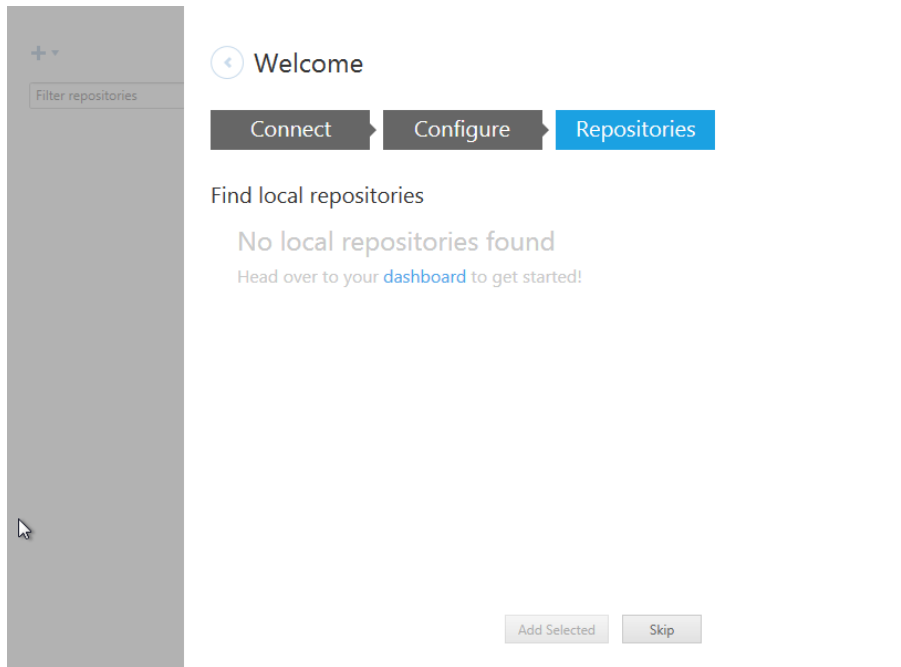 Filter repositories
Welcome
Connect
Configure
Repositories
Find local repositories
No local repositories found
Head over to your dashboard to get started!
Add Selected
Skip